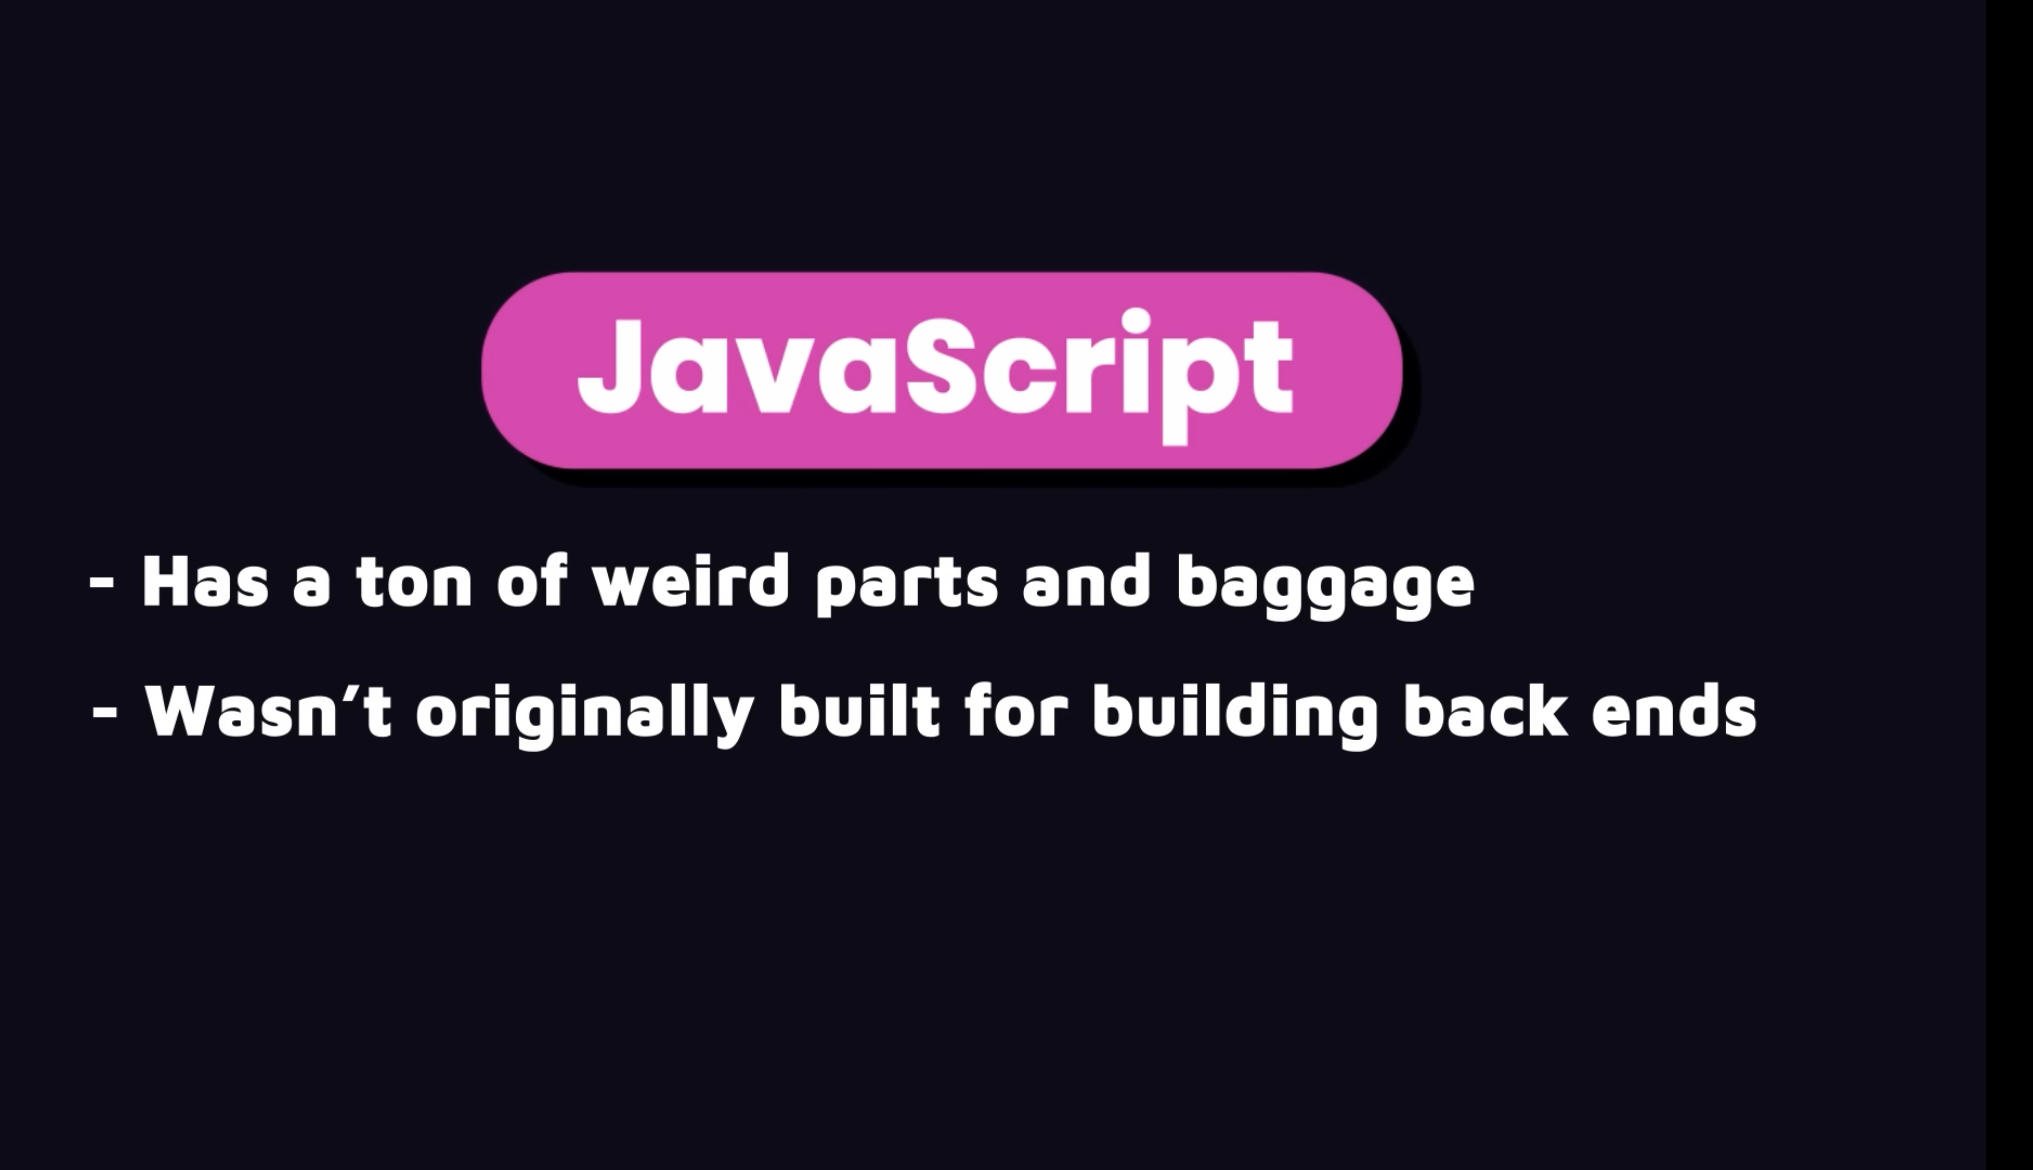 JavaScript
- Has a ton of weird parts and baggage
- Wasn’t originally built for building back ends